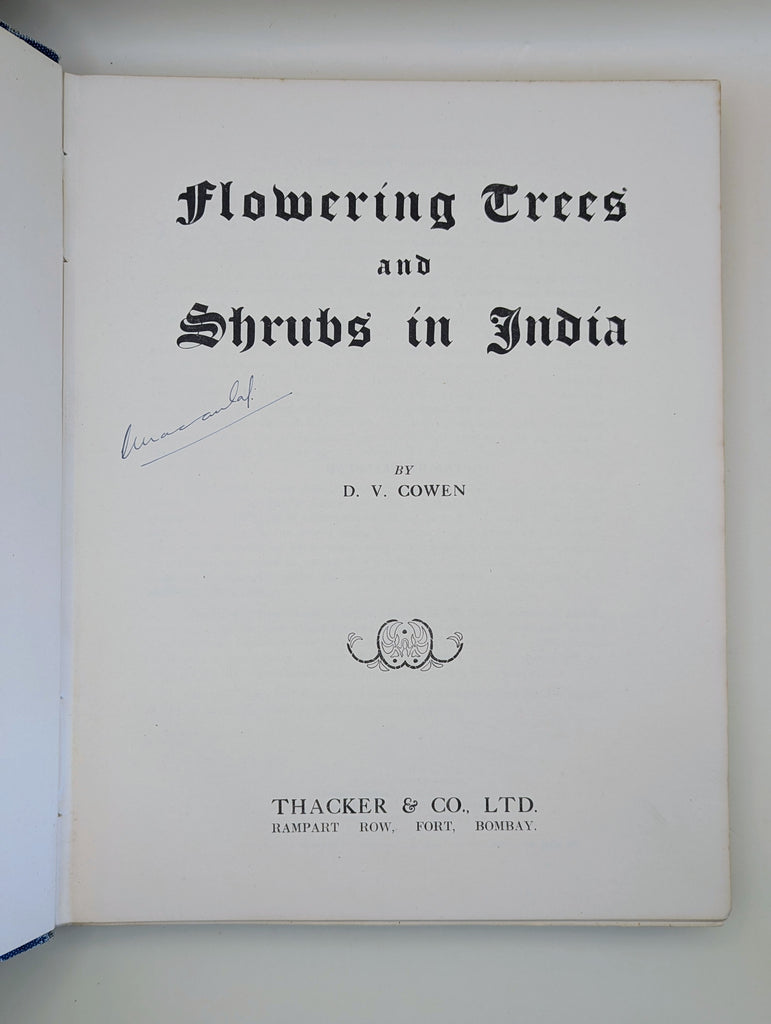 Flowering Trees
and
Shrubs in India
BY
D. V. COWEN
THACKER & CO., LTD.
RAMPART ROW, FORT, BOMBAY.